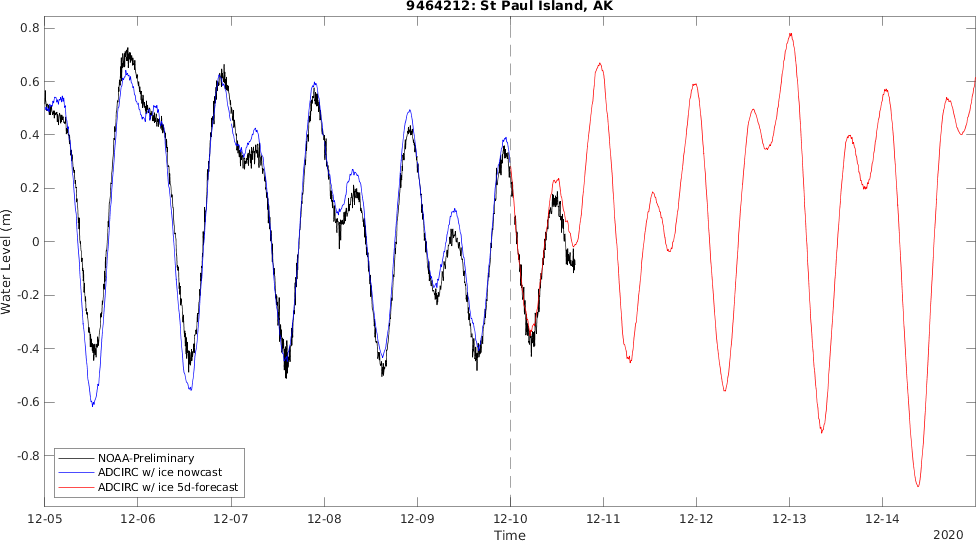 9464212: St Paul Island, AK
0.8
0.6
0.4
0.2
0
-0.2
-0.4
-0.6
-0.8
Water Level (m)
NOAA-Preliminary
ADCIRC w/ ice nowcast
ADCIRC w/ ice 5d-forecast
12-05 12-06 12-07 12-08 12-09 12-10 12-11 12-12 12-13 12-14
Time
2020